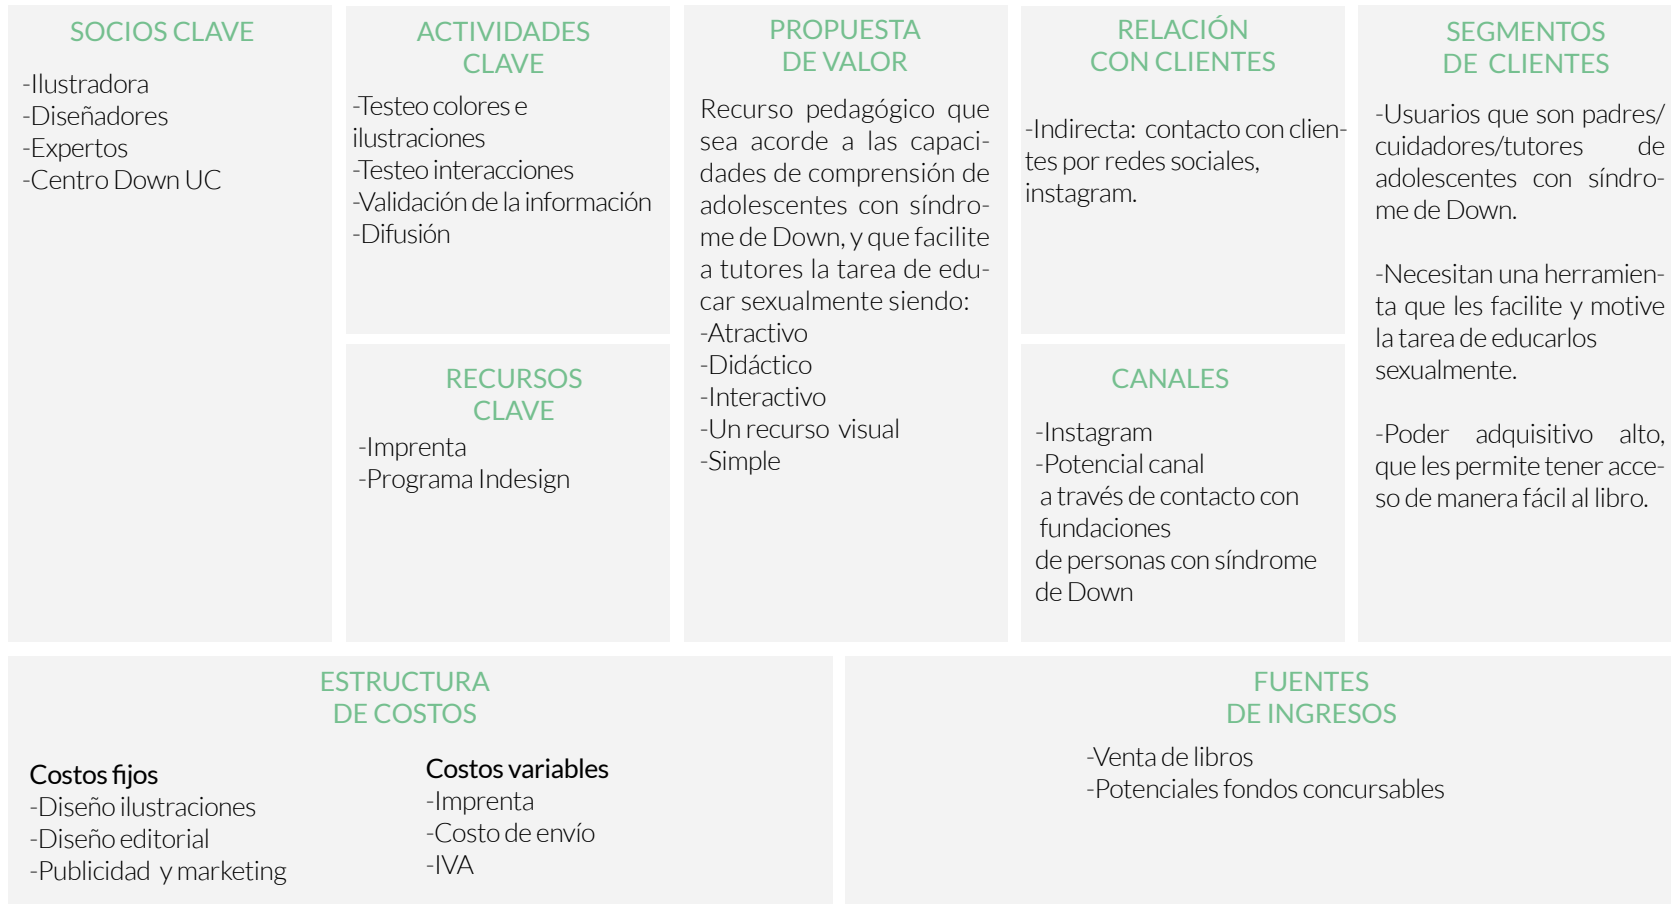 SOCIOS CLAVE
-Ilustradora
-Diseñadores
-Expertos
-Centro Down UC
ACTIVIDADES
CLAVE
-Testeo colores e
ilustraciones
-Testeo interacciones
-Validación de la información
-Difusión
RECURSOS
CLAVE
-Imprenta
-Programa Indesign
PROPUESTA
DE VALOR
Recurso pedagógico que
sea acorde a las capaci-
dades de comprensión de
adolescentes con síndro-
me de Down, y que facilite
a tutores la tarea de edu-
car sexualmente siendo:
-Atractivo
-Didáctico
-Interactivo
-Un recurso visual
-Simple
RELACIÓN
CON CLIENTES
-Indirecta: contacto con clien-
tes por redes sociales,
instagram.
CANALES
-Instagram
-Potencial canal
a través de contacto con
fundaciones
de personas con síndrome
de Down
SEGMENTOS
DE CLIENTES
-Usuarios que son padres/
cuidadores/tutores de
adolescentes con síndro-
me de Down.
-Necesitan una herramien-
ta que les facilite y motive
la tarea de educarlos
sexualmente.
-Poder adquisitivo alto,
que les permite tener acce-
so de manera fácil al libro.
ESTRUCTURA
DE COSTOS
Costos fijos
-Diseño ilustraciones
-Diseño editorial
-Publicidad y marketing
Costos variables
-Imprenta
-Costo de envío
-IVA
FUENTES
DE INGRESOS
-Venta de libros
-Potenciales fondos concursables